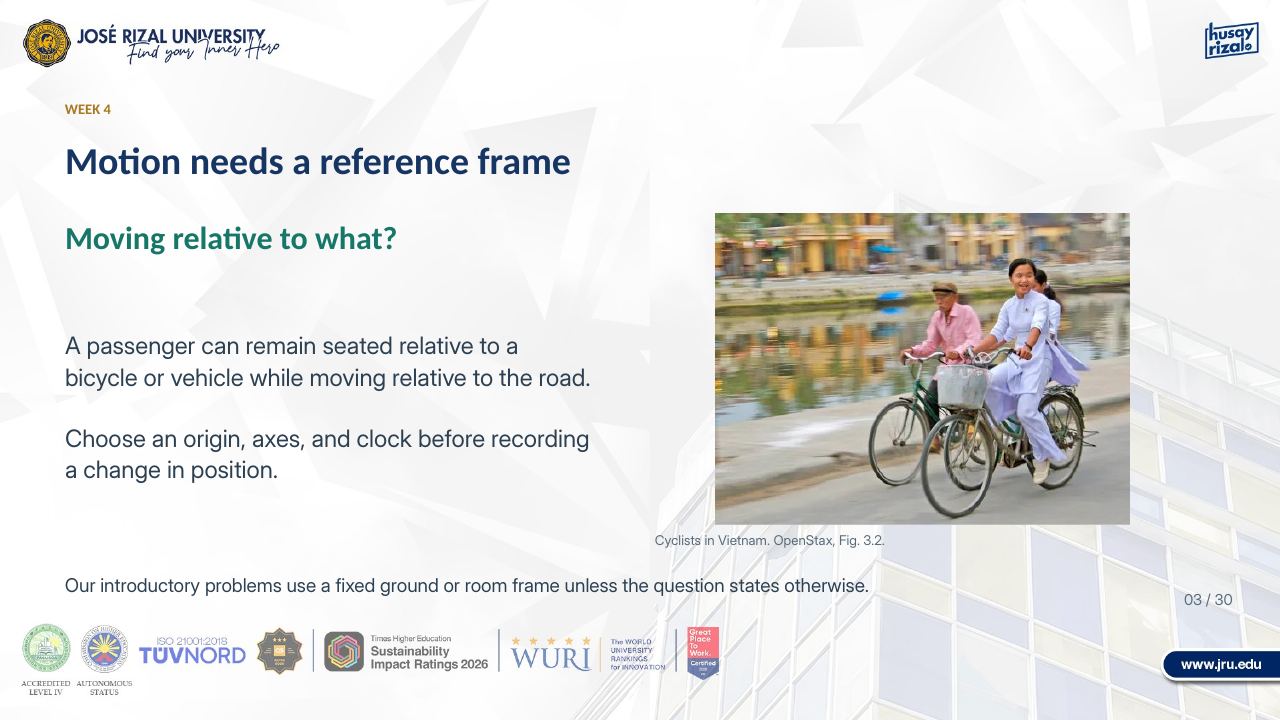 JOSÉ RIZAL UNIVERSITY
Find your Inner Hero
husay
rizal
WEEK 4
Motion needs a reference frame
Moving relative to what?
A passenger can remain seated relative to a
bicycle or vehicle while moving relative to the road.
Choose an origin, axes, and clock before recording
a change in position.
Cyclists in Vietnam. OpenStax, Fig. 3.2.
Our introductory problems use a fixed ground or room frame unless the question states otherwise.
03 / 30
ACCREDITED
LEVEL IV
AUTONOMOUS
STATUS
ISO 21001:2018
TÜVNORD
Times Higher Education
Sustainability
Impact Ratings 2026
WURI
The WORLD
UNIVERSITY
RANKINGS
for INNOVATION
Great
Place
To
Work.
Certified
www.jru.edu